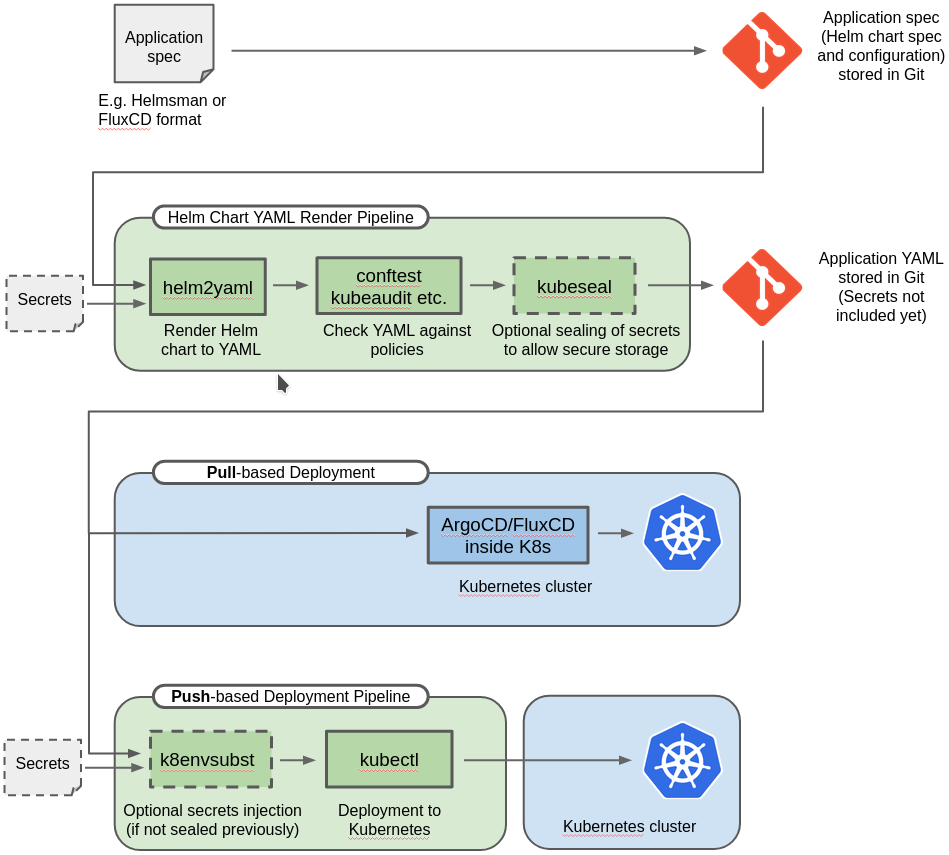 Application
spec
E.g. Helmsman or
FluxCD format
Application spec
(Helm chart spec
and configuration)
stored in Git
Helm Chart YAML Render Pipeline
Secrets
helm2yaml
Render Helm
chart to YAML
conftest
kubeaudit etc.
Check YAML against
policies
kubeseal
Optional sealing of secrets
to allow secure storage
Application YAML
stored in Git
(Secrets not
included yet)
Pull-based Deployment
ArgoCD/FluxCD
inside K8s
Kubernetes cluster
Push-based Deployment Pipeline
Secrets
k8envsubst
Optional secrets injection
(if not sealed previously)
kubectl
Deployment to
Kubernetes
Kubernetes cluster